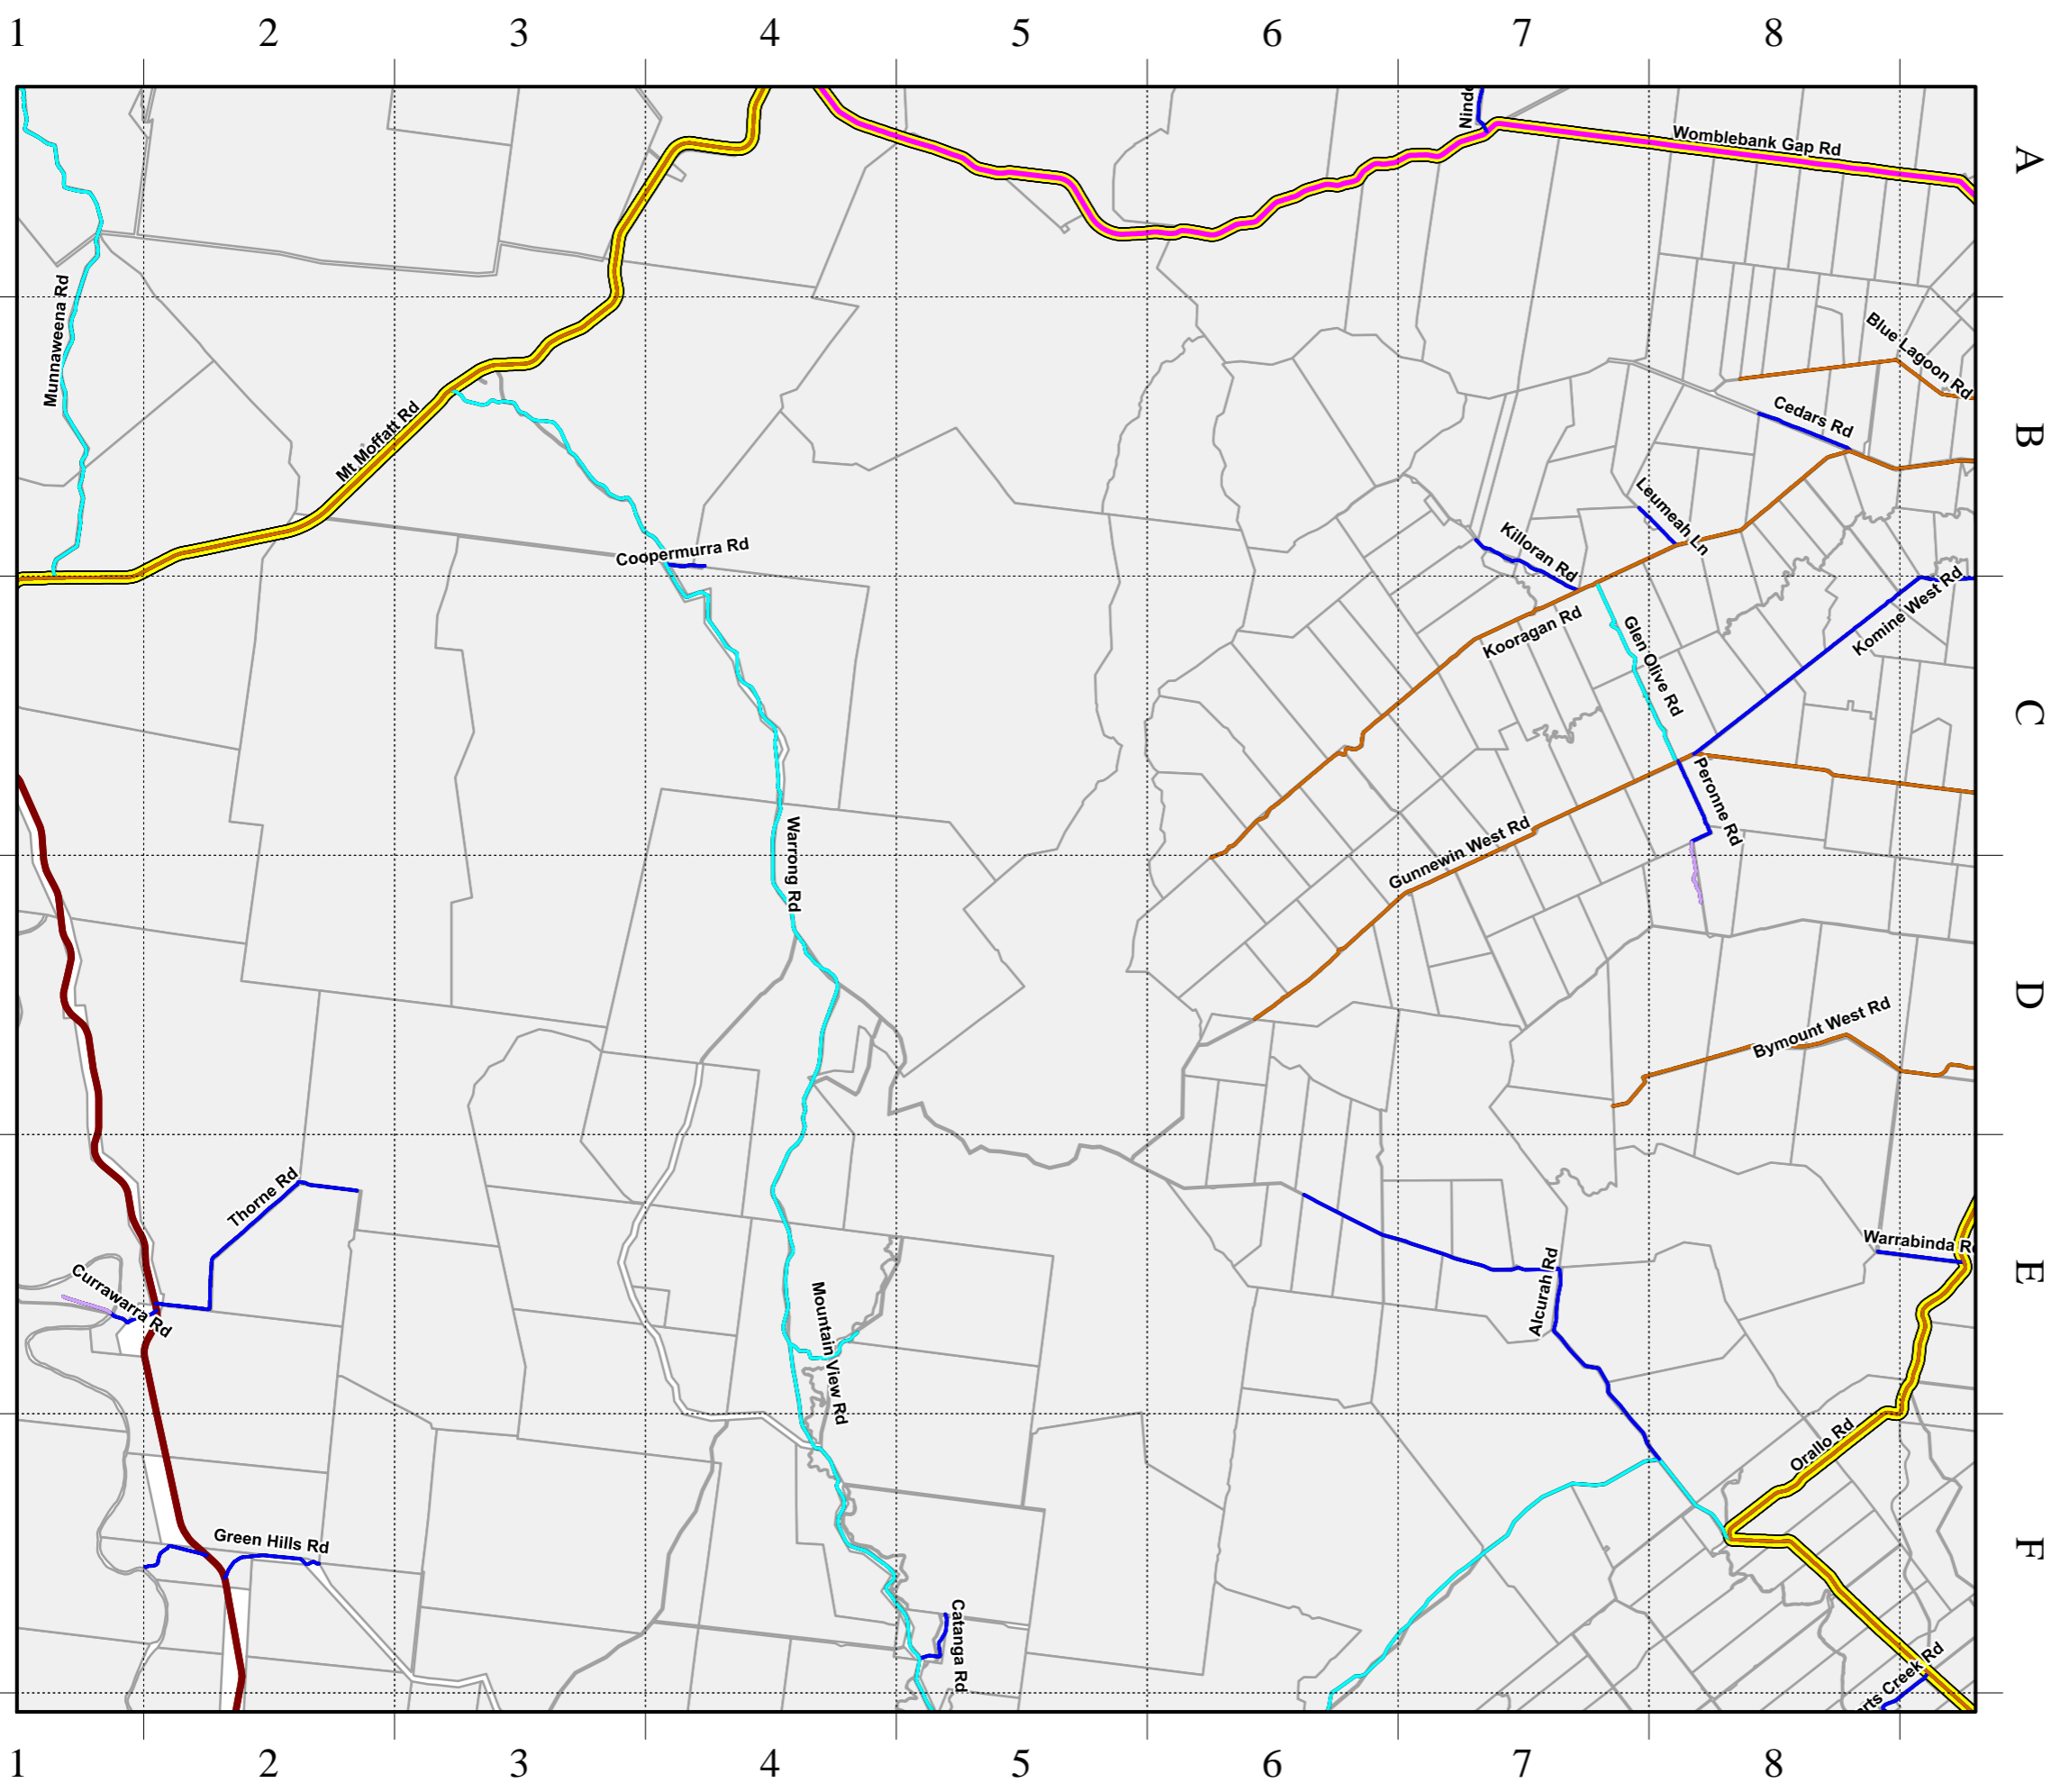 1 2 3 4 5 6 7 8
Ninde
Womblebank Gap Rd
A
Munnaweena Rd
Blue Lagoon Rd
Mt Moffatt Rd
Cedars Rd
B
Leumeah Ln
Killoran Rd
Coopermurra Rd
Komine West Rd
Kooragan Rd
Glen Olive Rd
C
Peronne Rd
Warrong Rd
Gunnewin West Rd
D
Bymount West Rd
Thorne Rd
Warrabinda R
E
Alcurah Rd
Currawarra Rd
Mountain View Rd
Orallo Rd
Green Hills Rd
F
Catanga Rd
rts Creek Rd
1 2 3 4 5 6 7 8